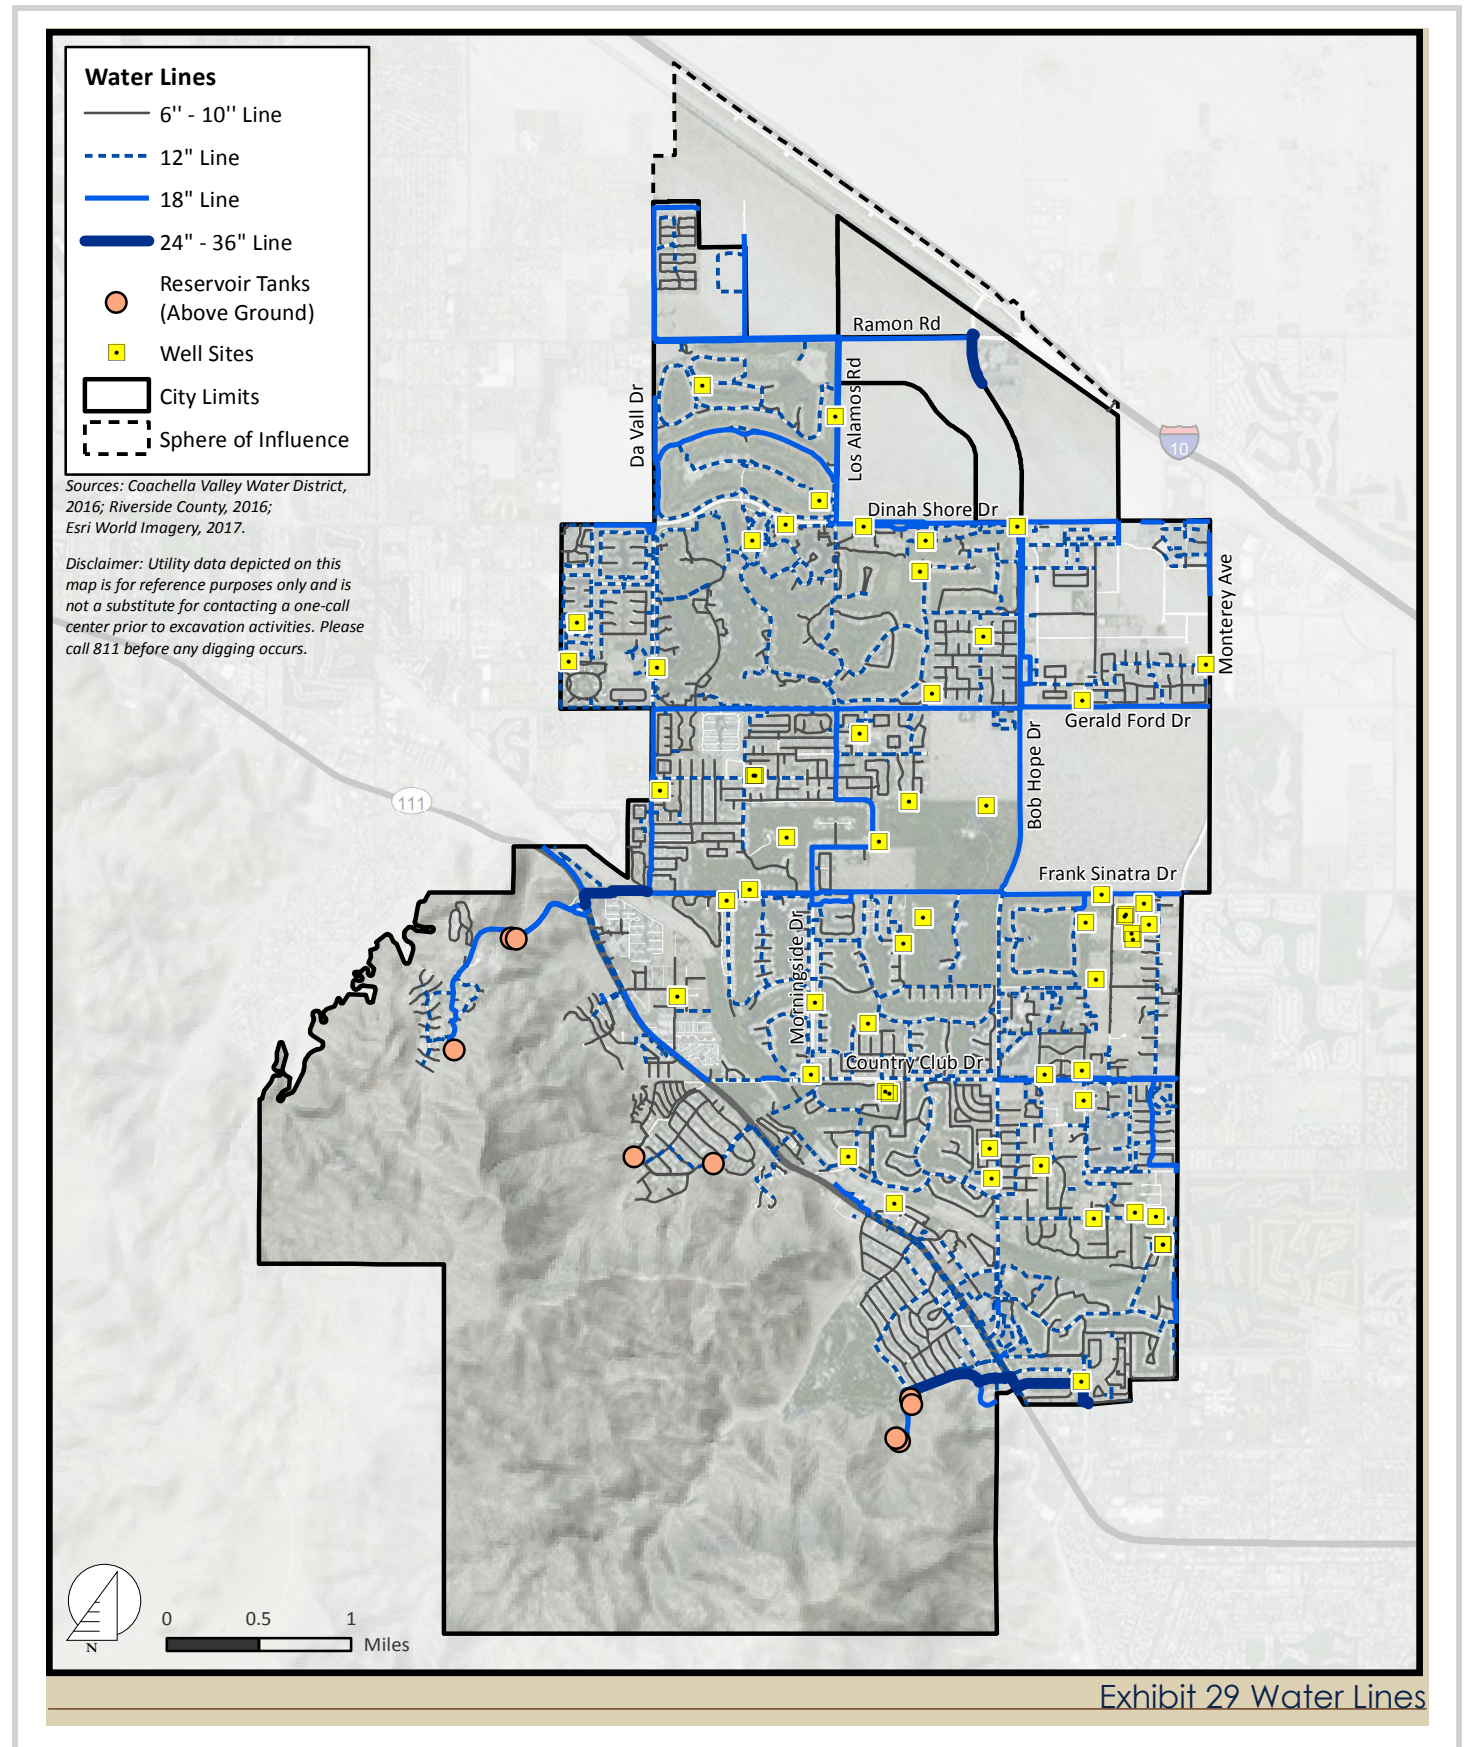 Water Lines
6'' - 10'' Line
12" Line
18" Line
24" - 36" Line
Reservoir Tanks
(Above Ground)
Well Sites
City Limits
Sphere of Influence
Sources: Coachella Valley Water District,
2016; Riverside County, 2016;
Esri World Imagery, 2017.
Disclaimer: Utility data depicted on this
map is for reference purposes only and is
not a substitute for contacting a one-call
center prior to excavation activities. Please
call 811 before any digging occurs.
Ramon Rd
Da Vall Dr
Los Alamos Rd
10
Dinah Shore Dr
Monterey Ave
Gerald Ford Dr
Bob Hope Dr
111
Frank Sinatra Dr
Morningside Dr
Country Club Dr
N
0 0.5 1
Miles
Exhibit 29 Water Lines